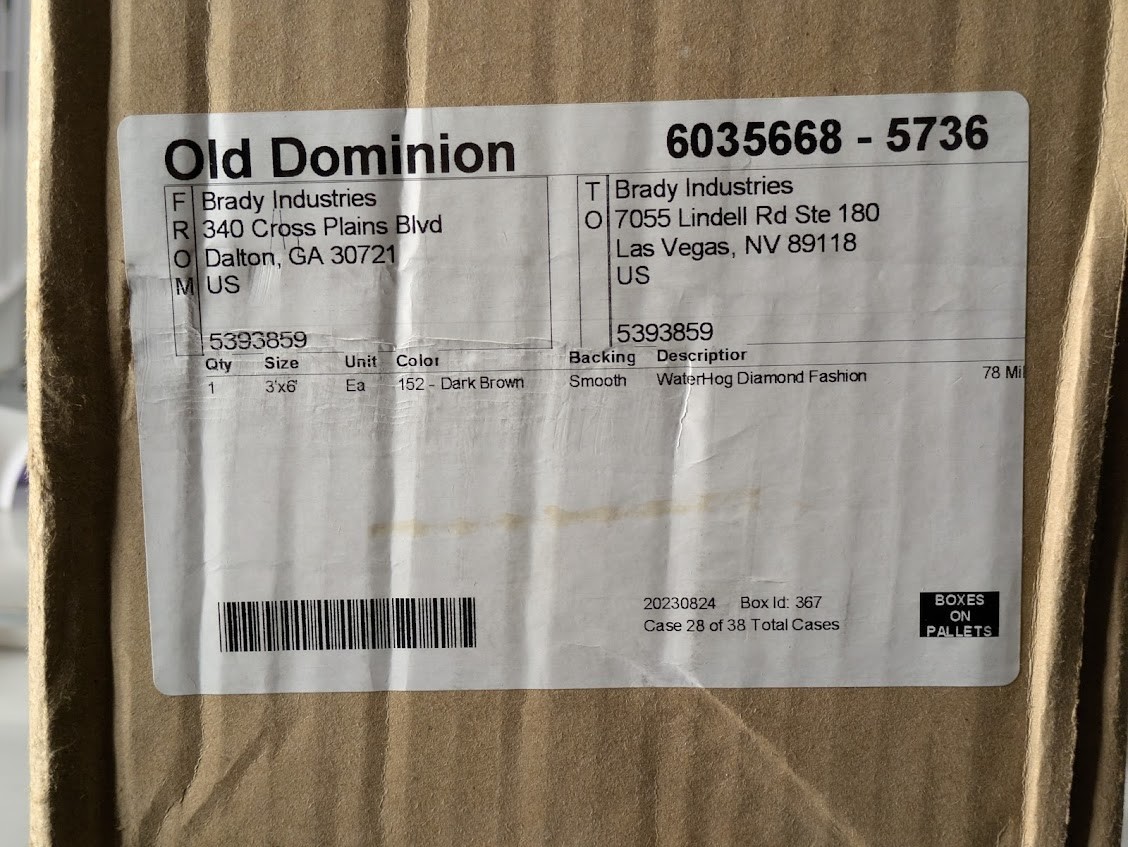 Old Dominion
6035668 - 5736
FROM
Brady Industries
340 Cross Plains Blvd
Dalton, GA 30721
US
5393859
TO
Brady Industries
7055 Lindell Rd Ste 180
Las Vegas, NV 89118
US
5393859
Qty Size Unit Color Backing Descriptior
1 3'x6' Ea 152 - Dark Brown Smooth WaterHog Diamond Fashion 78 Mil
20230824 Box Id: 367
Case 28 of 38 Total Cases
BOXES
ON
PALLETS